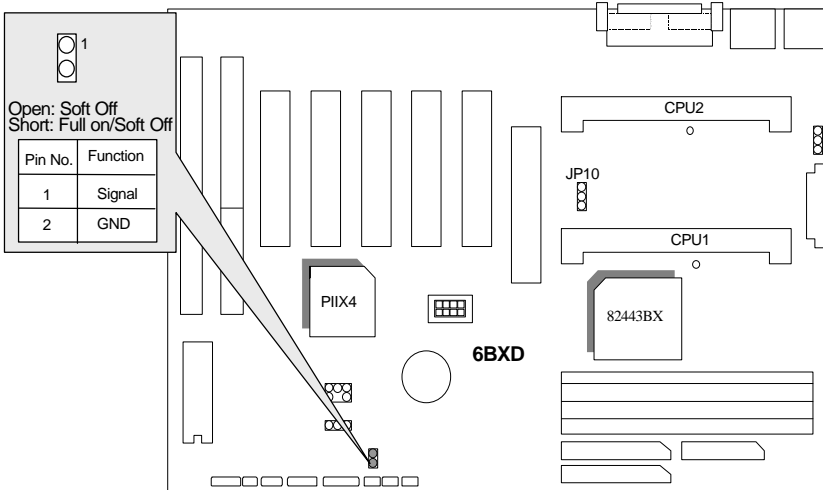 1
Open: Soft Off
Short: Full on/Soft Off
Pin No. Function
1 Signal
2 GND
CPU2
JP10
CPU1
PIIX4
82443BX
6BXD